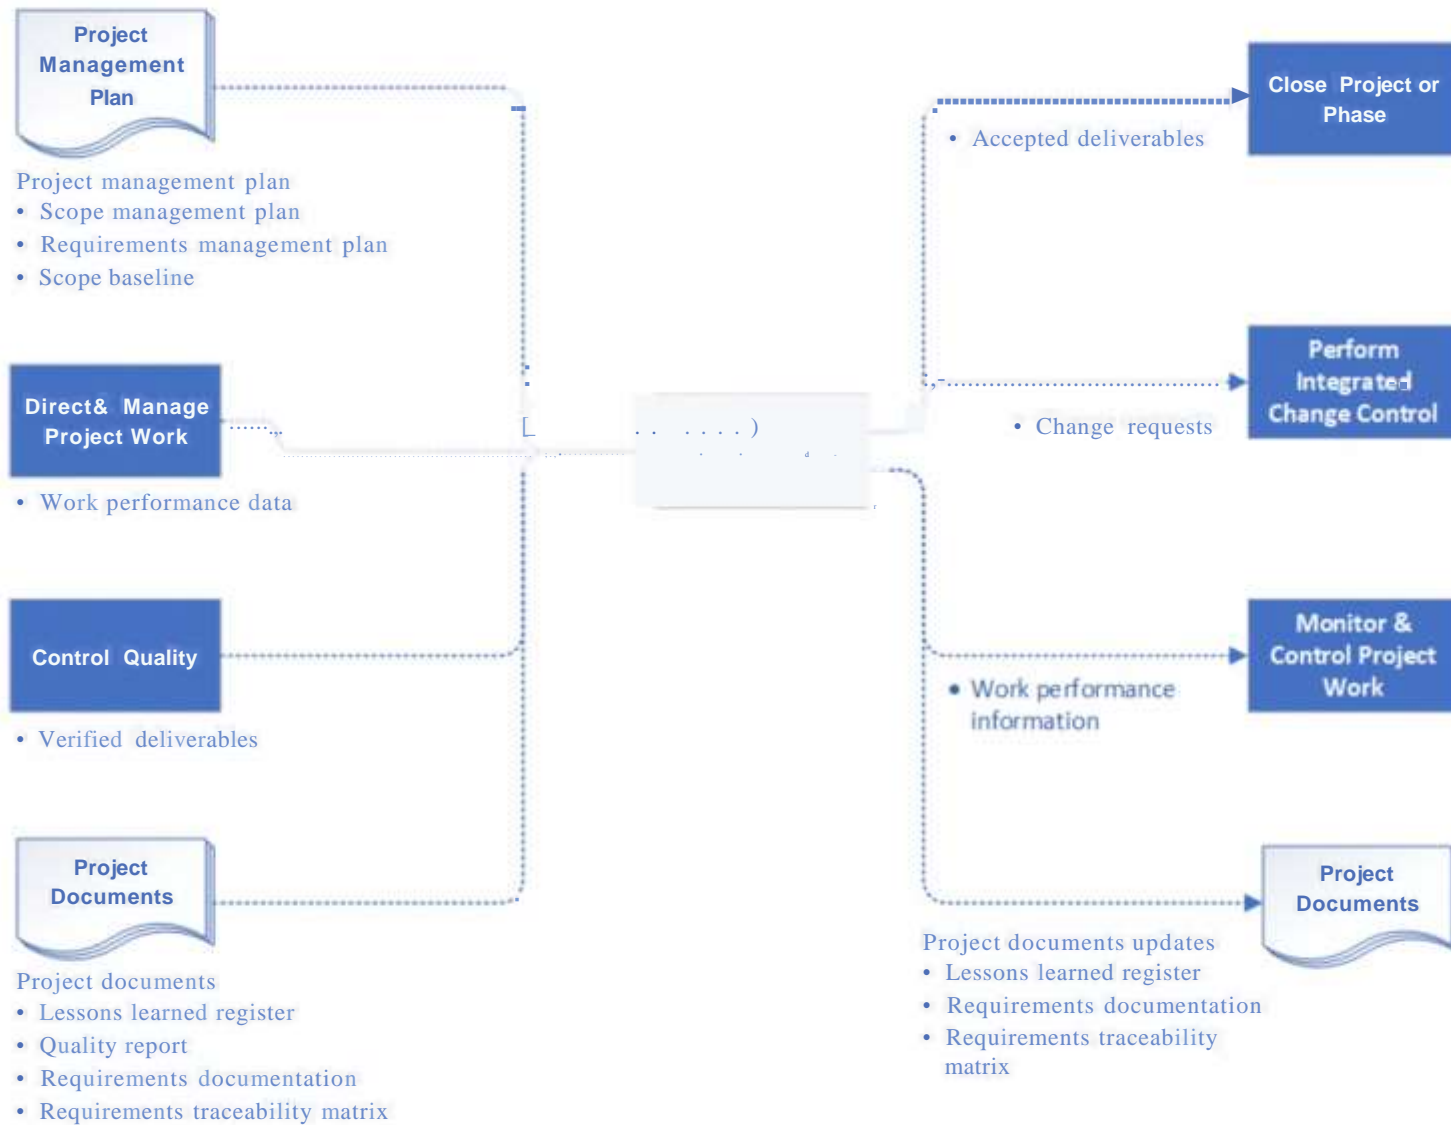 Project
Management
Plan
Project management plan
• Scope management plan
• Requirements management plan
• Scope baseline
Direct& Manage
Project Work
• Work performance data
Control Quality
• Verified deliverables
Project
Documents
Project documents
• Lessons learned register
• Quality report
• Requirements documentation
• Requirements traceability matrix
Close Project or
Phase
• Accepted deliverables
Perform
Integrated
Change Control
• Change requests
Monitor &
Control Project
Work
• Work performance
information
Project
Documents
Project documents updates
• Lessons learned register
• Requirements documentation
• Requirements traceability
matrix